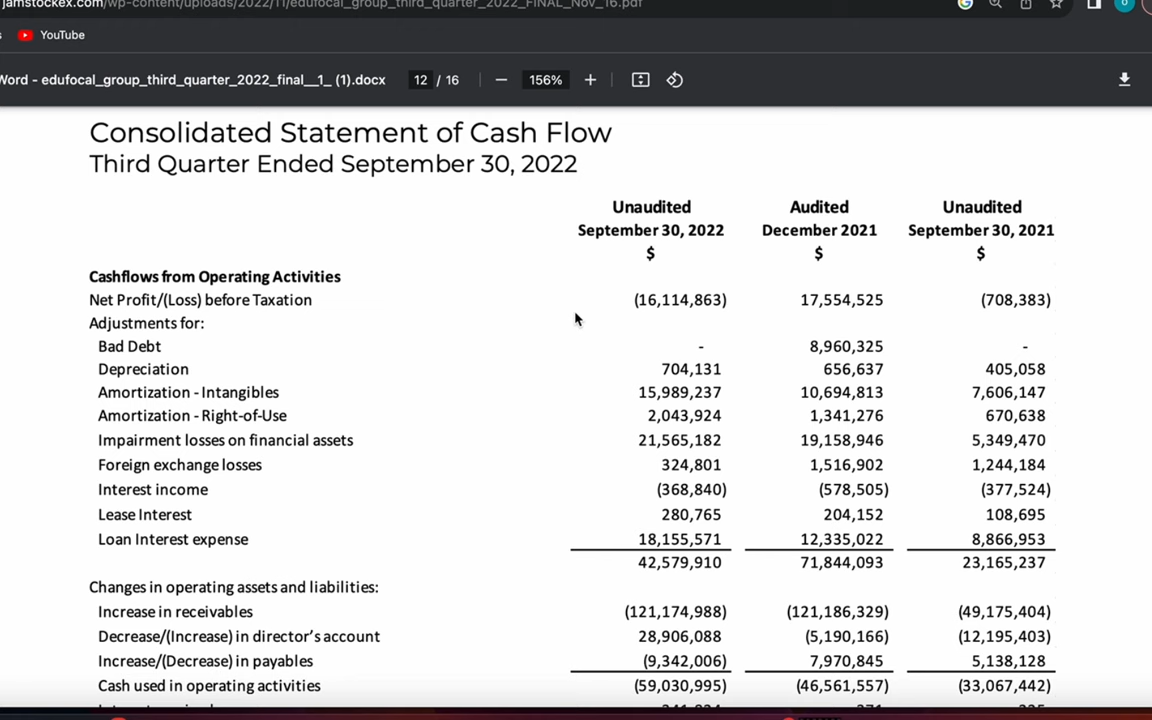 jamstockex.com/wp-content/uploads/2022/11/edufocal_group_third_quarter_2022_FINAL_Nov_16.pdf
YouTube
Word - edufocal_group_third_quarter_2022_final__1_ (1).docx 12 / 16 156%
Consolidated Statement of Cash Flow
Third Quarter Ended September 30, 2022
Unaudited Audited Unaudited
September 30, 2022 December 2021 September 30, 2021
$ $ $
Cashflows from Operating Activities
Net Profit/(Loss) before Taxation (16,114,863) 17,554,525 (708,383)
Adjustments for:
Bad Debt - 8,960,325 -
Depreciation 704,131 656,637 405,058
Amortization - Intangibles 15,989,237 10,694,813 7,606,147
Amortization - Right-of-Use 2,043,924 1,341,276 670,638
Impairment losses on financial assets 21,565,182 19,158,946 5,349,470
Foreign exchange losses 324,801 1,516,902 1,244,184
Interest income (368,840) (578,505) (377,524)
Lease Interest 280,765 204,152 108,695
Loan Interest expense 18,155,571 12,335,022 8,866,953
42,579,910 71,844,093 23,165,237
Changes in operating assets and liabilities:
Increase in receivables (121,174,988) (121,186,329) (49,175,404)
Decrease/(Increase) in director's account 28,906,088 (5,190,166) (12,195,403)
Increase/(Decrease) in payables (9,342,006) 7,970,845 5,138,128
Cash used in operating activities (59,030,995) (46,561,557) (33,067,442)